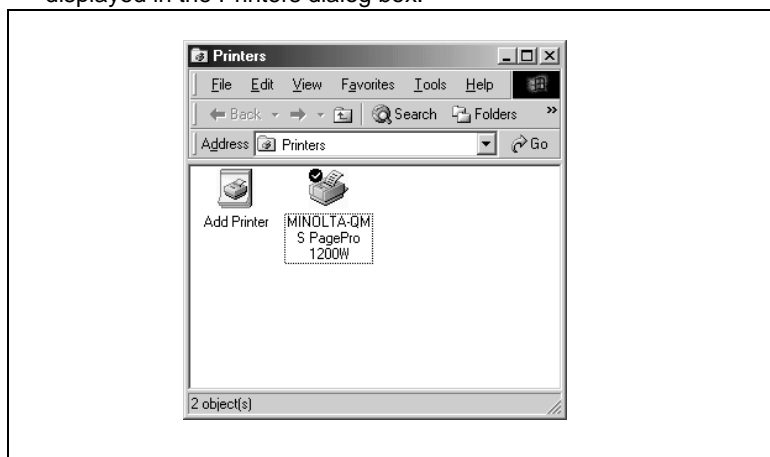 displayed in the Printers dialog box.
Printers
File Edit View Favorites Tools Help
Back Search Folders »
Address Printers Go
Add Printer
MINOLTA-QM
S PagePro
1200W
2 object(s)